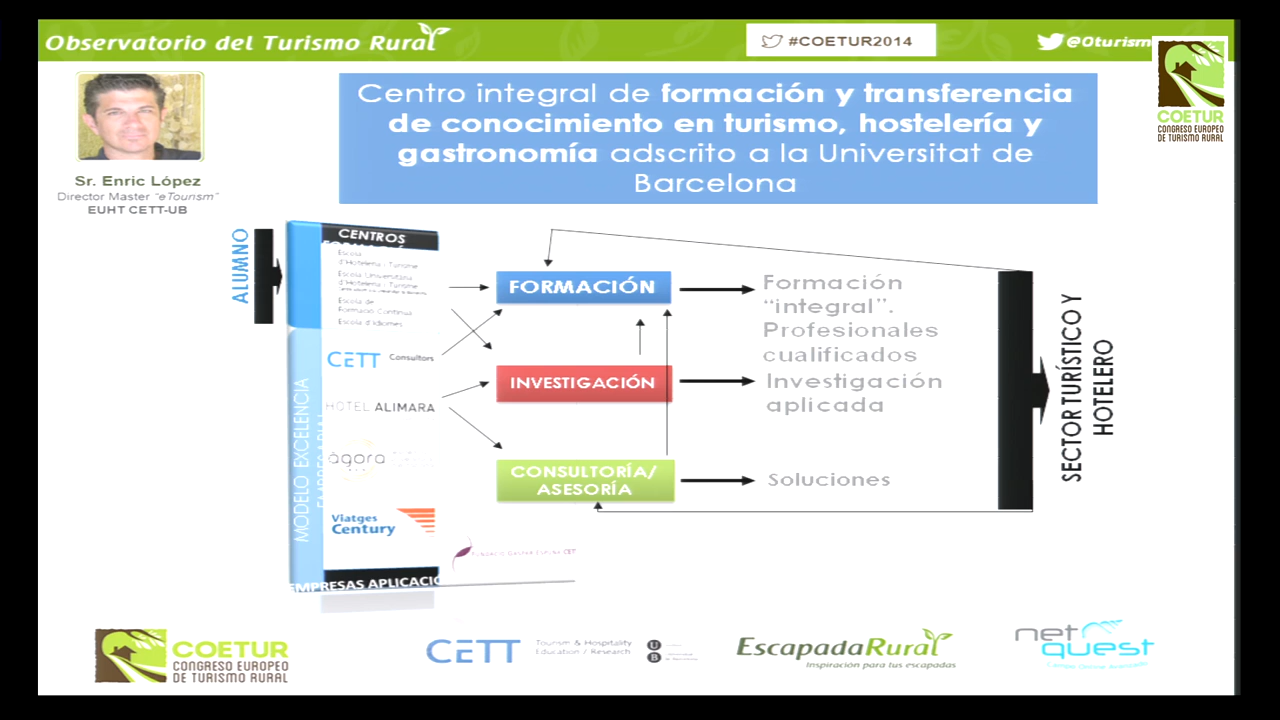 Observatorio del Turismo Rural
#COETUR2014
@Oturism
COETUR
CONGRESO EUROPEO
DE TURISMO RURAL
Sr. Enric López
Director Master "eTourism"
EUHT CETT-UB
Centro integral de formación y transferencia
de conocimiento en turismo, hostelería y
gastronomía adscrito a la Universitat de
Barcelona
ALUMNO
CENTROS
Escola
d'Hoteleria i Turisme
Escola Universitària
d'Hoteleria i Turisme
Escola de
Formació Contínua
Escola d'Idiomes
CETT Consultors
HOTEL ALIMARA
àgora
Viatges
Century
EMPRESAS APLICACIÓ
MODELO EXCELENCIA
FORMACIÓN
INVESTIGACIÓN
CONSULTORÍA/
ASESORÍA
Formación
"integral".
Profesionales
cualificados
Investigación
aplicada
Soluciones
SECTOR TURÍSTICO Y
HOTELERO
COETUR
CONGRESO EUROPEO
DE TURISMO RURAL
CETT
Tourism & Hospitality
Education / Research
UB
EscapadaRural
Inspiración para tus escapadas
net
quest